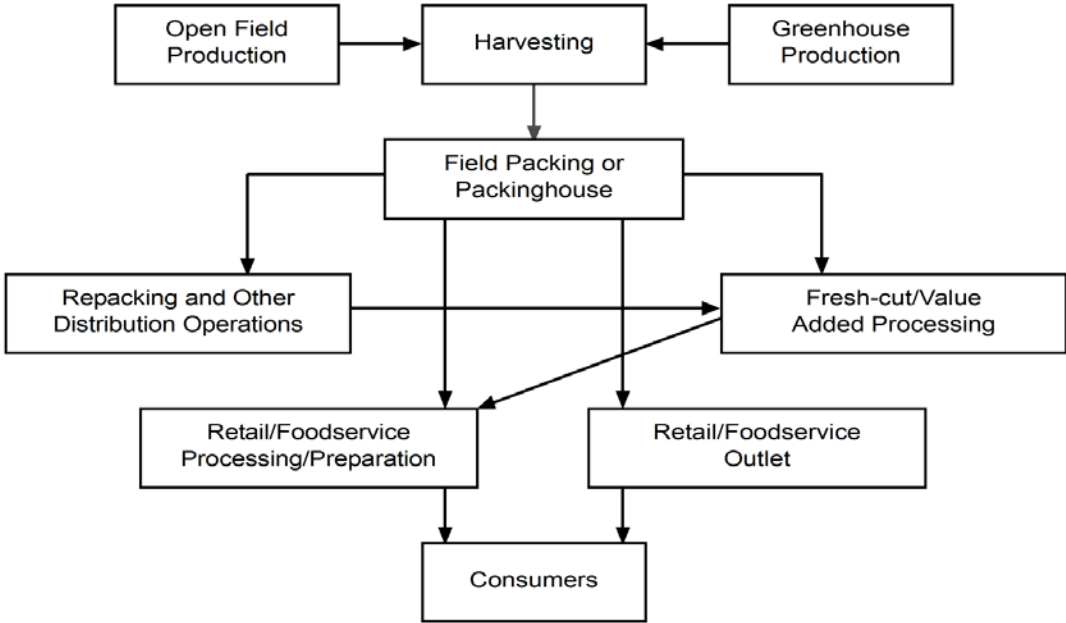 Open Field
Production
Harvesting
Greenhouse
Production
Field Packing or
Packinghouse
Repacking and Other
Distribution Operations
Fresh-cut/Value
Added Processing
Retail/Foodservice
Processing/Preparation
Retail/Foodservice
Outlet
Consumers